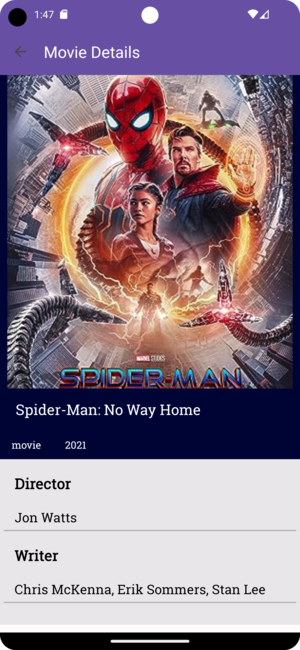 1:47
Movie Details
MARVEL STUDIOS
SPIDER-MAN
Spider-Man: No Way Home
movie 2021
Director
Jon Watts
Writer
Chris McKenna, Erik Sommers, Stan Lee